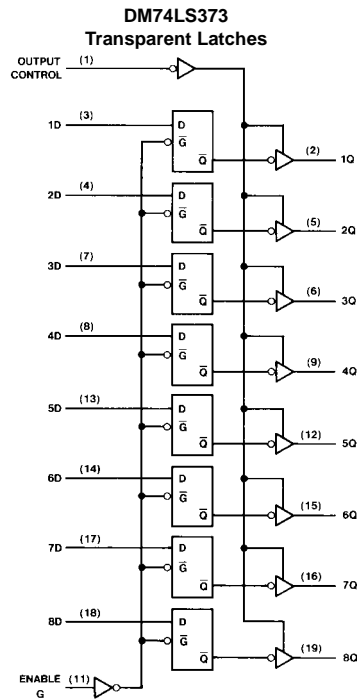 DM74LS373
Transparent Latches
OUTPUT CONTROL (1)
1D (3) D G̅ Q̅ (2) 1Q
2D (4) D G̅ Q̅ (5) 2Q
3D (7) D G̅ Q̅ (6) 3Q
4D (8) D G̅ Q̅ (9) 4Q
5D (13) D G̅ Q̅ (12) 5Q
6D (14) D G̅ Q̅ (15) 6Q
7D (17) D G̅ Q̅ (16) 7Q
8D (18) D G̅ Q̅ (19) 8Q
ENABLE G (11)